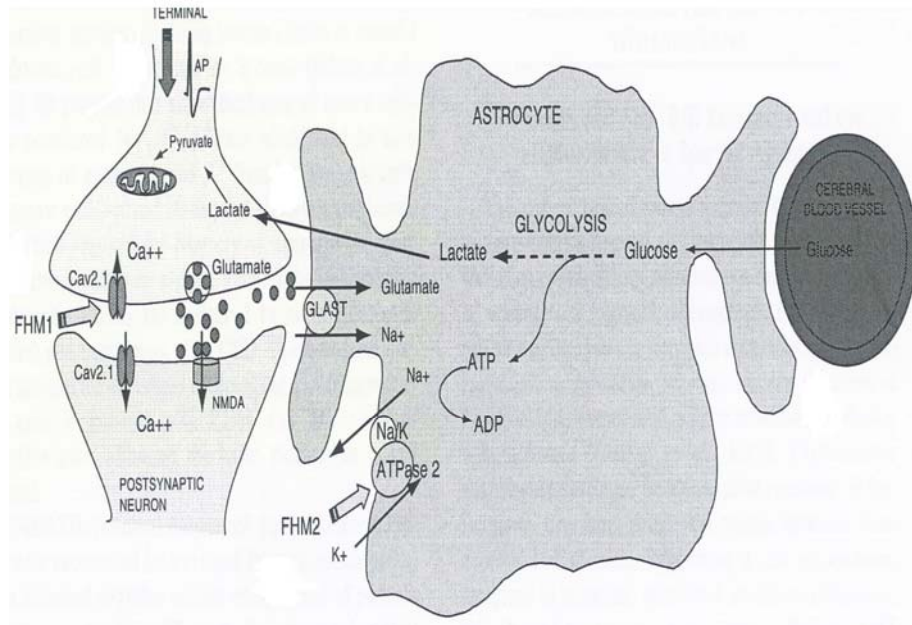 TERMINAL
AP
Pyruvate
Lactate
Ca++
Cav2.1
Glutamate
FHM1
Cav2.1
Ca++
NMDA
POSTSYNAPTIC
NEURON
ASTROCYTE
GLYCOLYSIS
Lactate
Glucose
CEREBRAL
BLOOD VESSEL
Glucose
Glutamate
GLAST
Na+
Na+
ATP
ADP
Na/K
ATPase 2
FHM2
K+